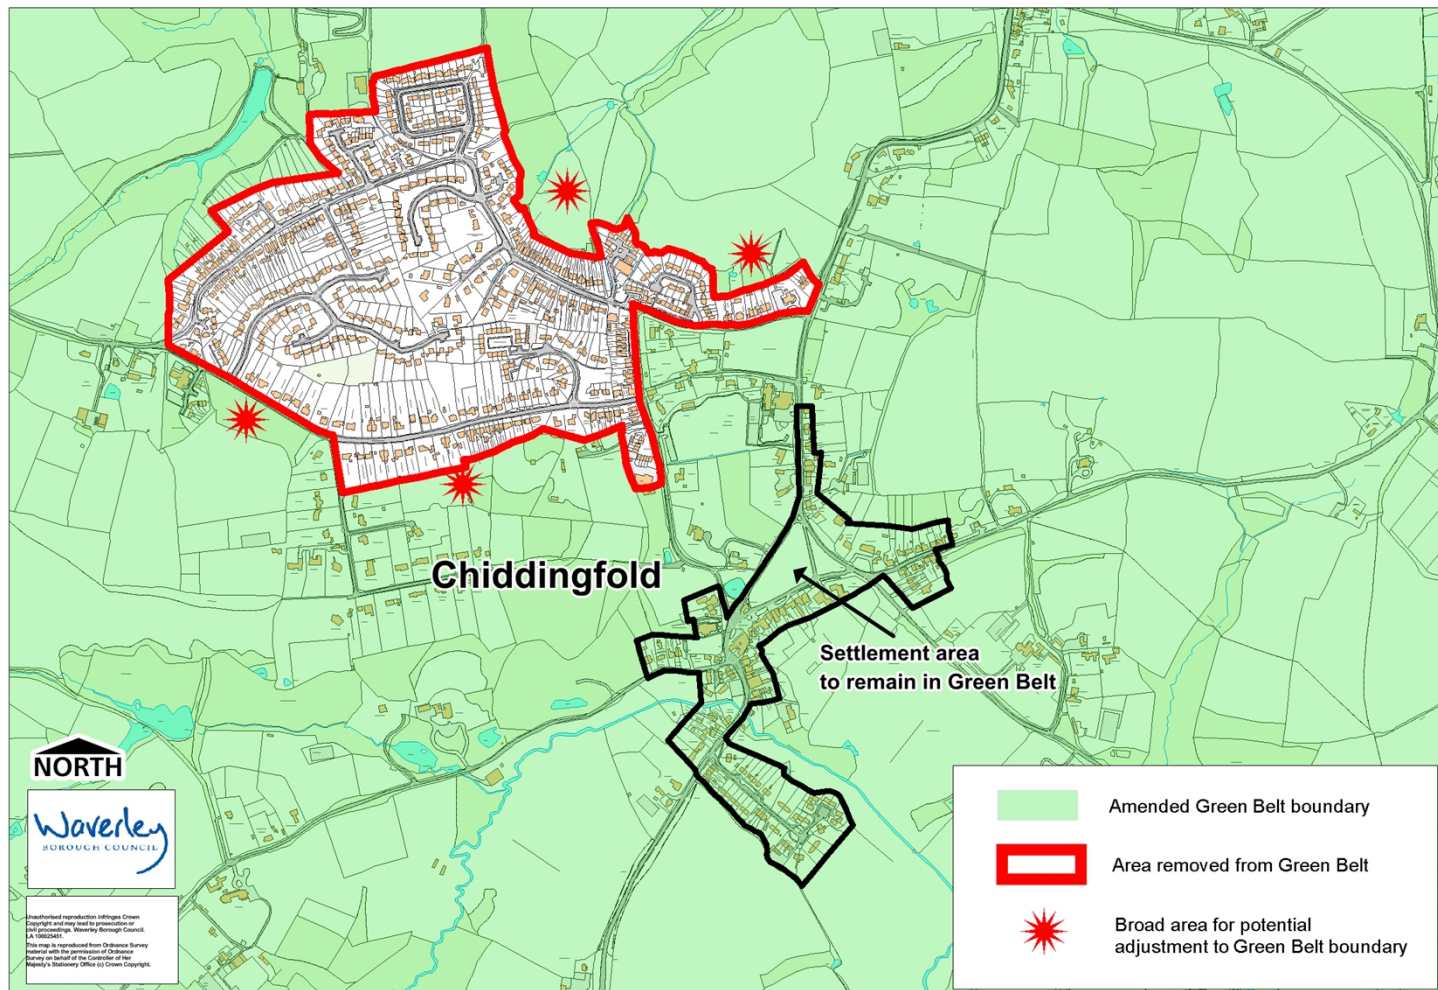 Chiddingfold
Settlement area
to remain in Green Belt
NORTH
Waverley
BOROUGH COUNCIL
Unauthorised reproduction infringes Crown
Copyright and may lead to prosecution or
civil proceedings. Waverley Borough Council.
LA 100025451.
This map is reproduced from Ordnance Survey
material with the permission of Ordnance
Survey on behalf of the Controller of Her
Majesty's Stationery Office (c) Crown Copyright.
Amended Green Belt boundary
Area removed from Green Belt
Broad area for potential
adjustment to Green Belt boundary